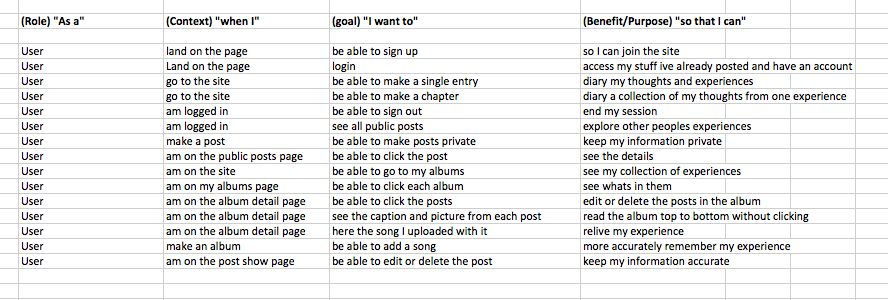 (Role) "As a" (Context) "when I" (goal) "I want to" (Benefit/Purpose) "so that I can"
User land on the page be able to sign up so I can join the site
User Land on the page login access my stuff ive already posted and have an account
User go to the site be able to make a single entry diary my thoughts and experiences
User go to the site be able to make a chapter diary a collection of my thoughts from one experience
User am logged in be able to sign out end my session
User am logged in see all public posts explore other peoples experiences
User make a post be able to make posts private keep my information private
User am on the public posts page be able to click the post see the details
User am on the site be able to go to my albums see my collection of experiences
User am on my albums page be able to click each album see whats in them
User am on the album detail page be able to click the posts edit or delete the posts in the album
User am on the album detail page see the caption and picture from each post read the album top to bottom without clicking
User am on the album detail page here the song I uploaded with it relive my experience
User make an album be able to add a song more accurately remember my experience
User am on the post show page be able to edit or delete the post keep my information accurate